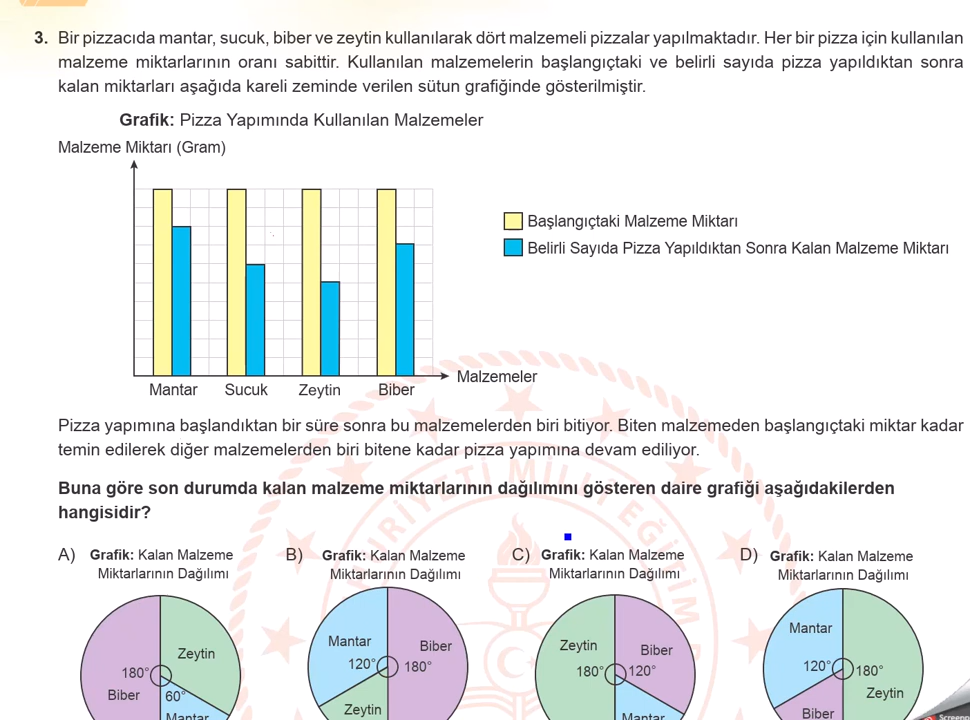 3. Bir pizzacıda mantar, sucuk, biber ve zeytin kullanılarak dört malzemeli pizzalar yapılmaktadır. Her bir pizza için kullanılan
malzeme miktarlarının oranı sabittir. Kullanılan malzemelerin başlangıçtaki ve belirli sayıda pizza yapıldıktan sonra
kalan miktarları aşağıda kareli zeminde verilen sütun grafiğinde gösterilmiştir.
Grafik: Pizza Yapımında Kullanılan Malzemeler
Malzeme Miktarı (Gram)
Başlangıçtaki Malzeme Miktarı
Belirli Sayıda Pizza Yapıldıktan Sonra Kalan Malzeme Miktarı
Malzemeler
Mantar Sucuk Zeytin Biber
Pizza yapımına başlandıktan bir süre sonra bu malzemelerden biri bitiyor. Biten malzemeden başlangıçtaki miktar kadar
temin edilerek diğer malzemelerden biri bitene kadar pizza yapımına devam ediliyor.
Buna göre son durumda kalan malzeme miktarlarının dağılımını gösteren daire grafiği aşağıdakilerden
hangisidir?
A) Grafik: Kalan Malzeme
Miktarlarının Dağılımı
Zeytin
180°
Biber
60°
Mantar
B) Grafik: Kalan Malzeme
Miktarlarının Dağılımı
Mantar
Biber
120°
180°
Zeytin
C) Grafik: Kalan Malzeme
Miktarlarının Dağılımı
Zeytin
Biber
180°
120°
Mantar
D) Grafik: Kalan Malzeme
Miktarlarının Dağılımı
Mantar
120°
180°
Zeytin
Biber
MİLLÎ EĞİTİM